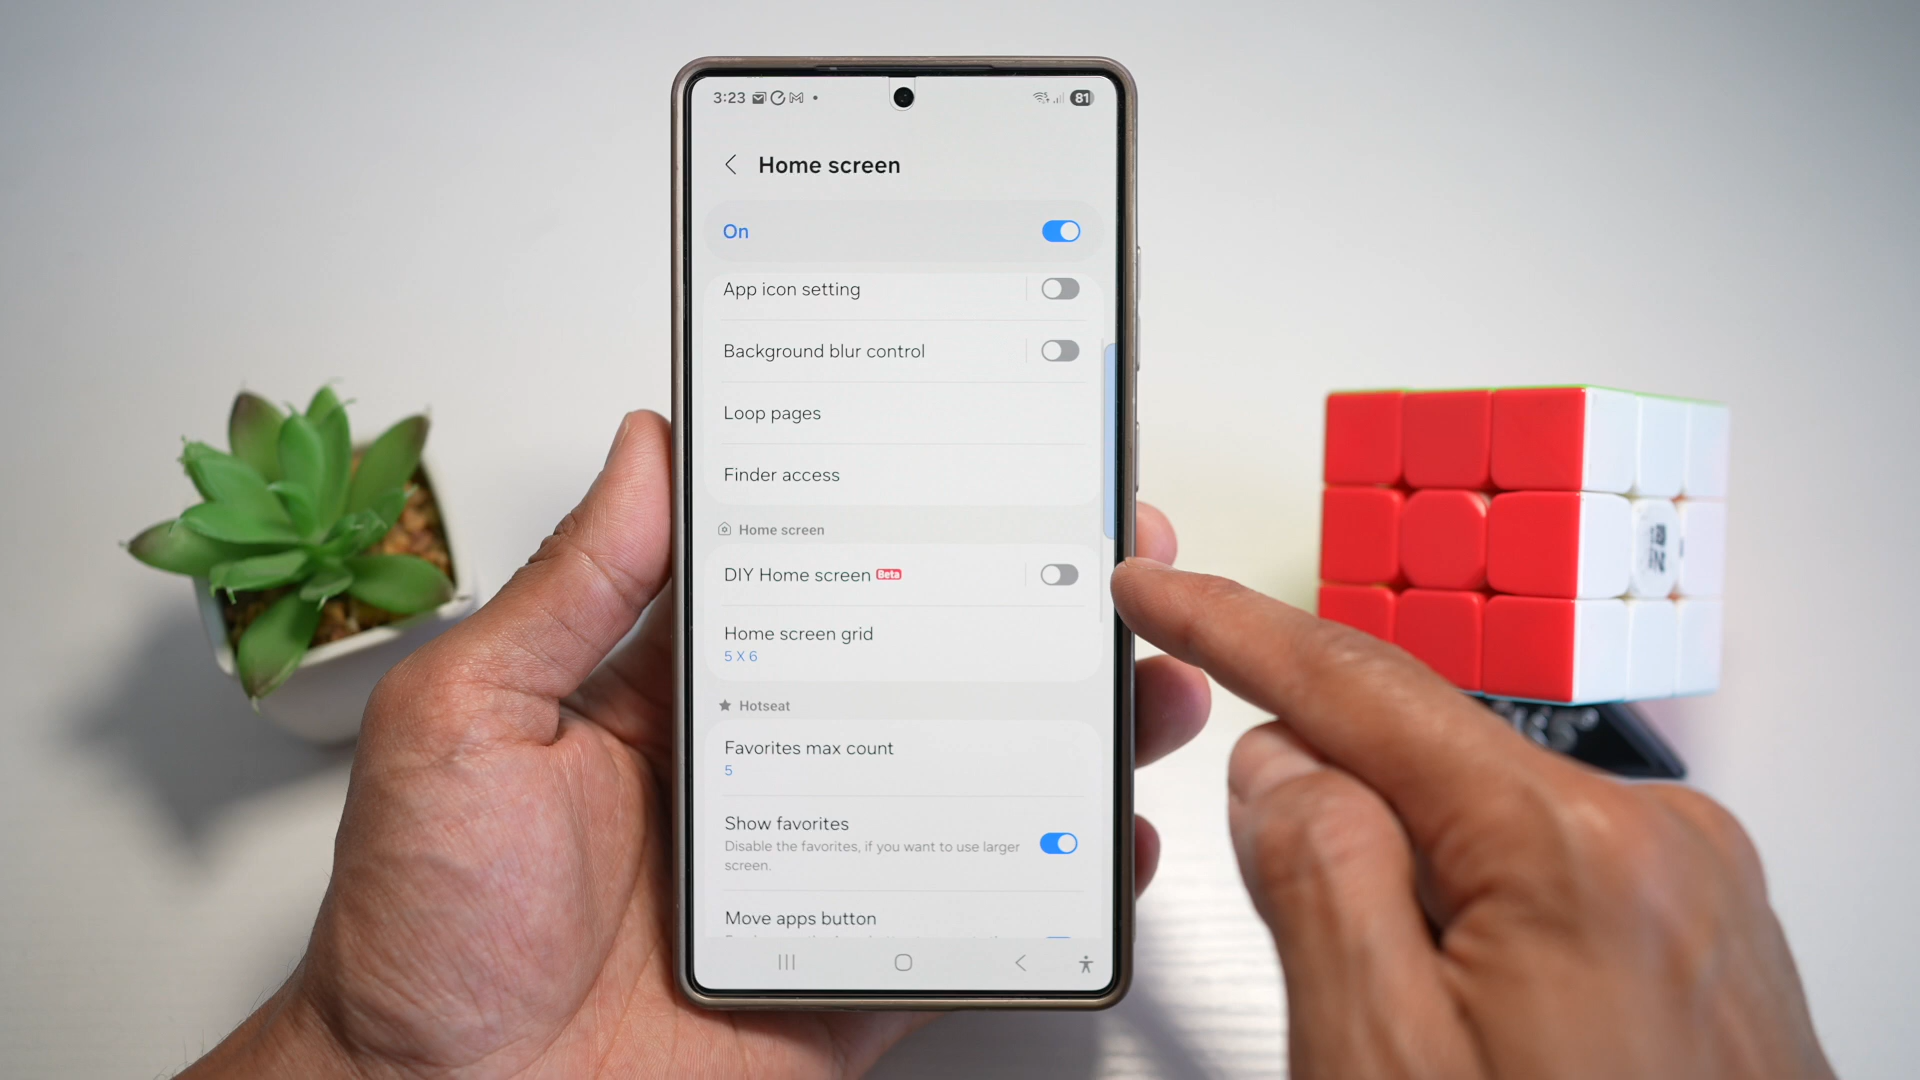 3:23
81
Home screen
On
App icon setting
Background blur control
Loop pages
Finder access
Home screen
DIY Home screen Beta
Home screen grid
5 X 6
Hotseat
Favorites max count
5
Show favorites
Disable the favorites, if you want to use larger
screen.
Move apps button